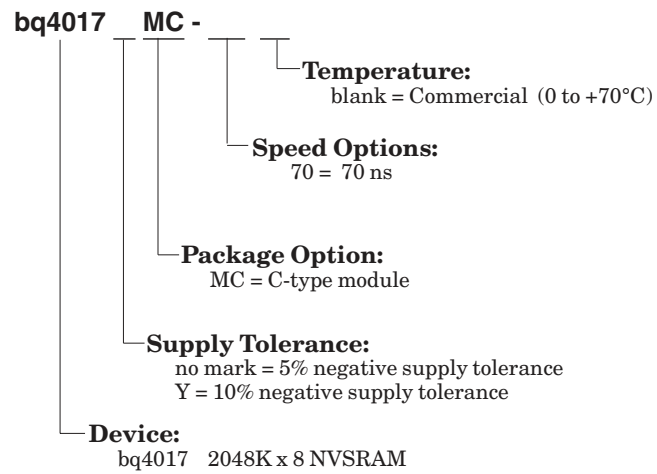 bq4017 MC -
Temperature:
blank = Commercial (0 to +70°C)
Speed Options:
70 = 70 ns
Package Option:
MC = C-type module
Supply Tolerance:
no mark = 5% negative supply tolerance
Y = 10% negative supply tolerance
Device:
bq4017 2048K x 8 NVSRAM